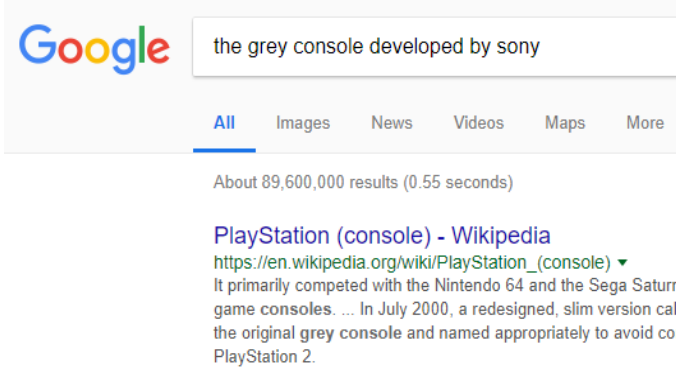 Google
the grey console developed by sony
All Images News Videos Maps More
About 89,600,000 results (0.55 seconds)
PlayStation (console) - Wikipedia
https://en.wikipedia.org/wiki/PlayStation_(console)
It primarily competed with the Nintendo 64 and the Sega Saturn
game consoles. ... In July 2000, a redesigned, slim version
the original grey console and named appropriately to avoid
PlayStation 2.